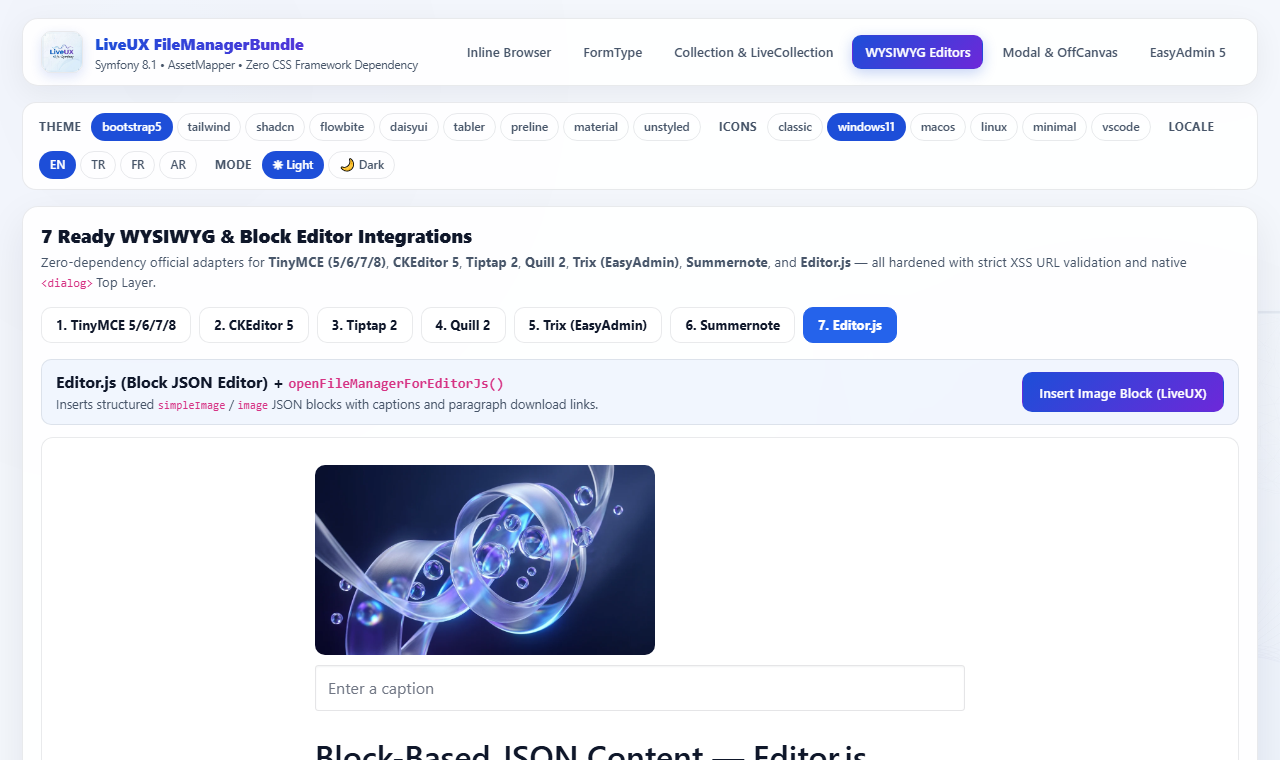 LiveUX
LiveUX FileManagerBundle
Symfony 8.1 • AssetMapper • Zero CSS Framework Dependency
Inline Browser
FormType
Collection & LiveCollection
WYSIWYG Editors
Modal & OffCanvas
EasyAdmin 5
THEME bootstrap5 tailwind shadcn flowbite daisyui tabler preline material unstyled ICONS classic windows11 macos linux minimal vscode LOCALE
EN TR FR AR MODE Light Dark
7 Ready WYSIWYG & Block Editor Integrations
Zero-dependency official adapters for TinyMCE (5/6/7/8), CKEditor 5, Tiptap 2, Quill 2, Trix (EasyAdmin), Summernote, and Editor.js — all hardened with strict XSS URL validation and native
<dialog> Top Layer.
1. TinyMCE 5/6/7/8
2. CKEditor 5
3. Tiptap 2
4. Quill 2
5. Trix (EasyAdmin)
6. Summernote
7. Editor.js
Editor.js (Block JSON Editor) + openFileManagerForEditorJs()
Inserts structured simpleImage / image JSON blocks with captions and paragraph download links.
Insert Image Block (LiveUX)
Enter a caption
Block-Based JSON Content — Editor.js